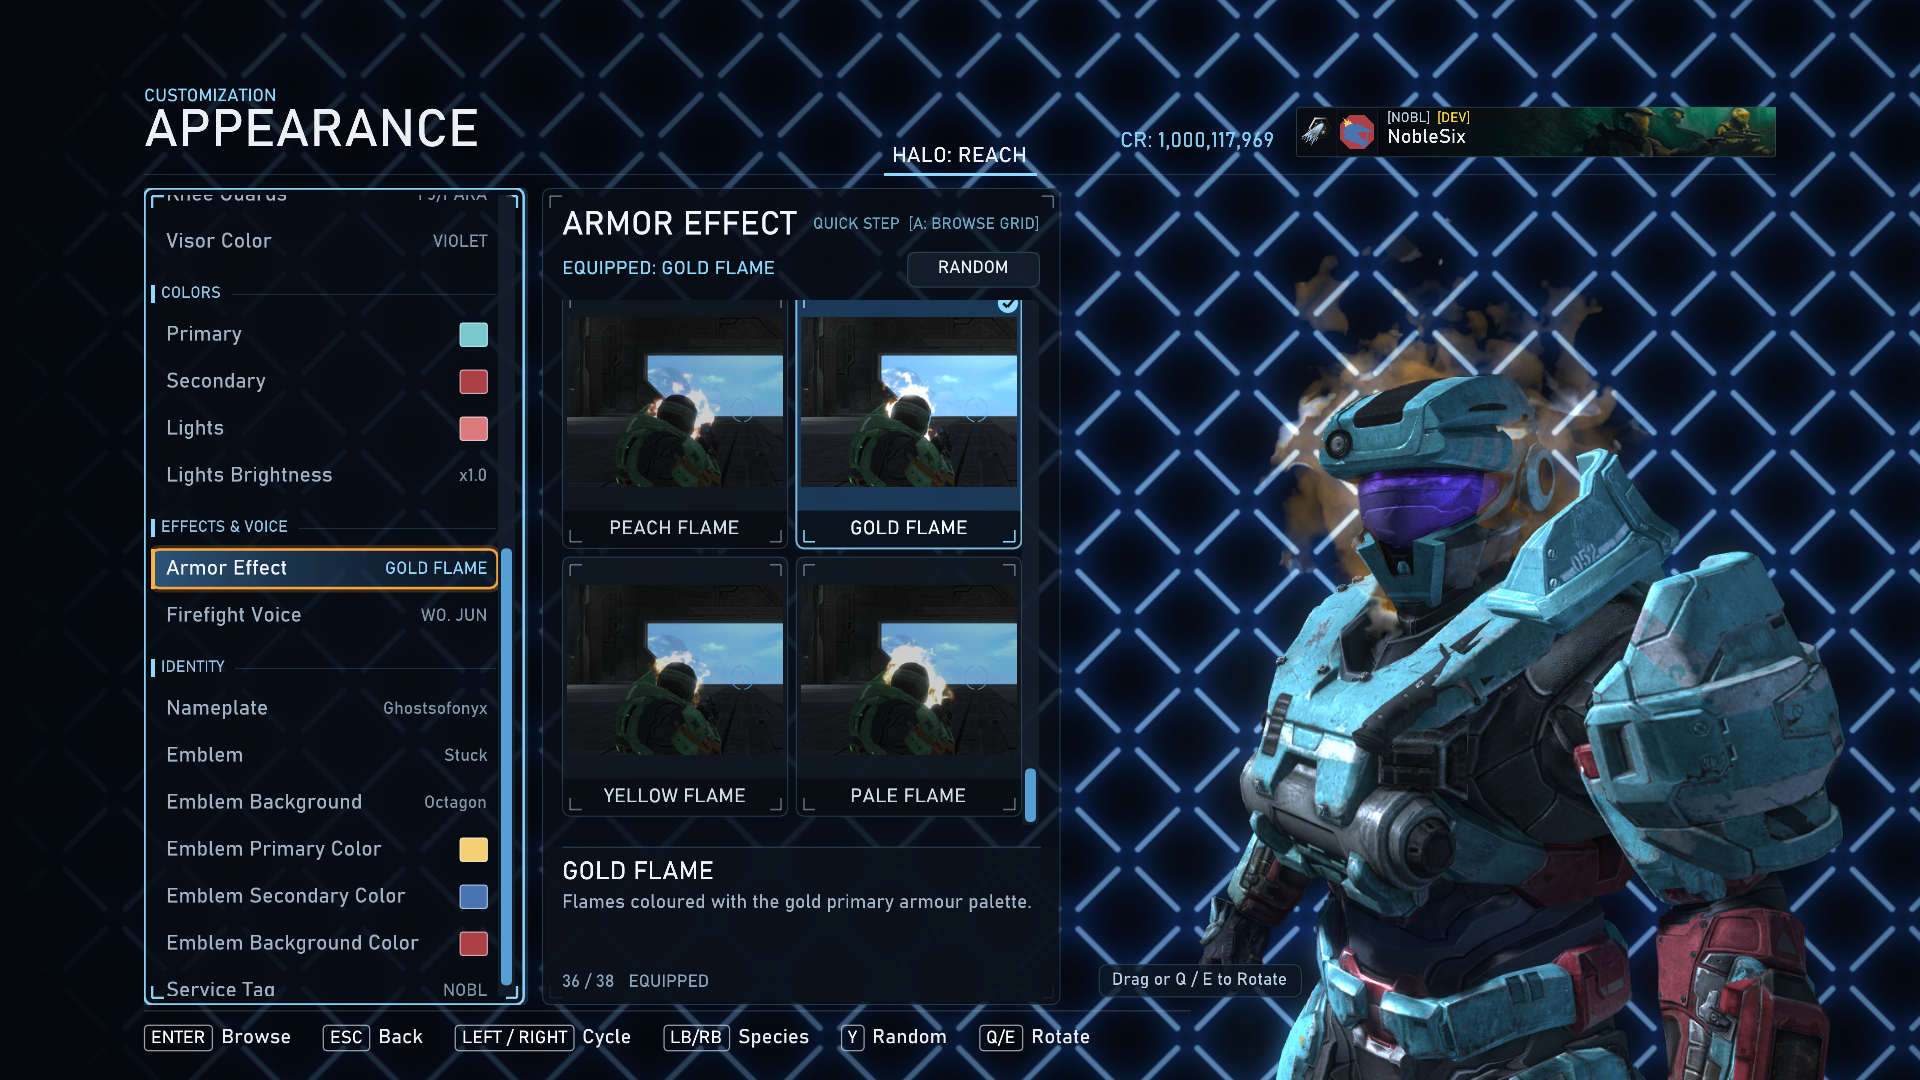 CUSTOMIZATION
APPEARANCE
HALO: REACH
CR: 1,000,117,969
[NOBL] [DEV]
NobleSix
Knee Guards
Visor Color VIOLET
COLORS
Primary
Secondary
Lights
Lights Brightness x1.0
EFFECTS & VOICE
Armor Effect GOLD FLAME
Firefight Voice WO. JUN
IDENTITY
Nameplate Ghostsofonyx
Emblem Stuck
Emblem Background Octagon
Emblem Primary Color
Emblem Secondary Color
Emblem Background Color
Service Tag NOBL
ARMOR EFFECT QUICK STEP [A: BROWSE GRID]
EQUIPPED: GOLD FLAME RANDOM
PEACH FLAME GOLD FLAME
YELLOW FLAME PALE FLAME
GOLD FLAME
Flames coloured with the gold primary armour palette.
36 / 38 EQUIPPED
052
Drag or Q / E to Rotate
ENTER Browse ESC Back LEFT / RIGHT Cycle LB/RB Species Y Random Q/E Rotate